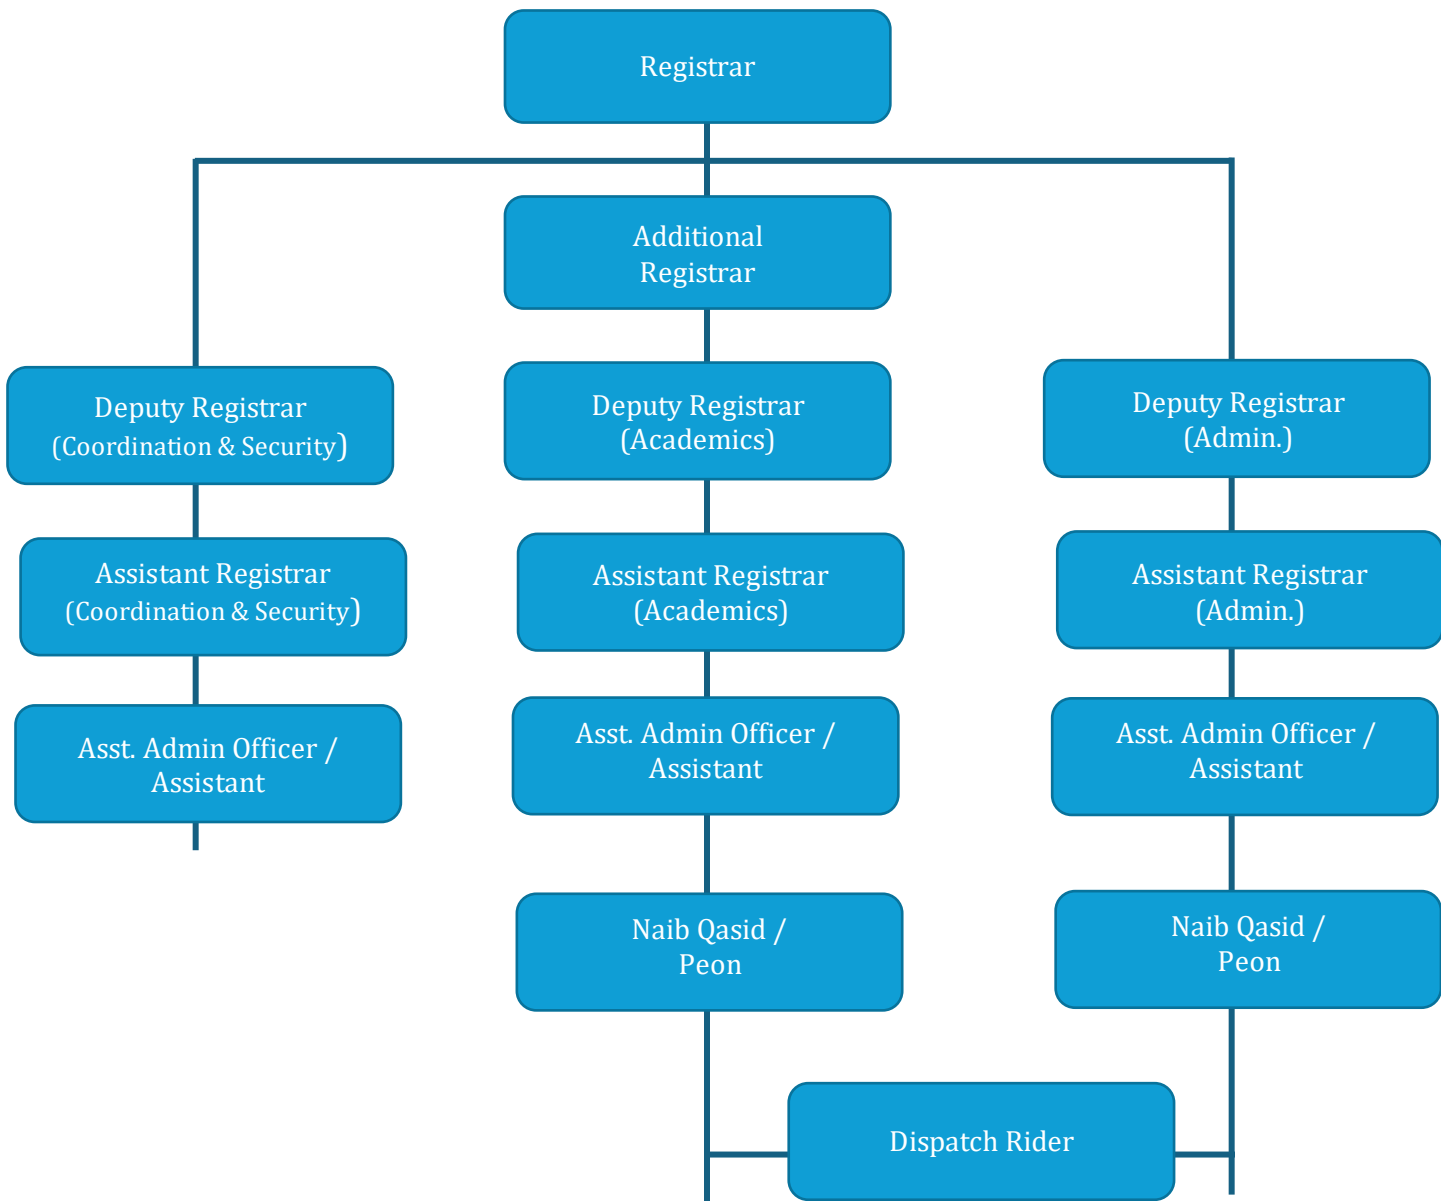 Registrar
Additional
Registrar
Deputy Registrar
(Coordination & Security)
Deputy Registrar
(Academics)
Deputy Registrar
(Admin.)
Assistant Registrar
(Coordination & Security)
Assistant Registrar
(Academics)
Assistant Registrar
(Admin.)
Asst. Admin Officer /
Assistant
Asst. Admin Officer /
Assistant
Asst. Admin Officer /
Assistant
Naib Qasid /
Peon
Naib Qasid /
Peon
Dispatch Rider